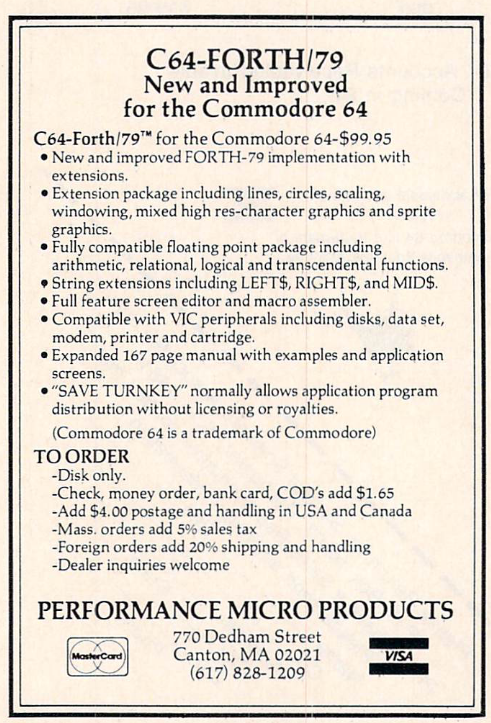 C64-FORTH/79
New and Improved
for the Commodore 64
C64-Forth/79™ for the Commodore 64-$99.95
• New and improved FORTH-79 implementation with
extensions.
• Extension package including lines, circles, scaling,
windowing, mixed high res-character graphics and sprite
graphics.
• Fully compatible floating point package including
arithmetic, relational, logical and transcendental functions.
• String extensions including LEFT$, RIGHT$, and MID$.
• Full feature screen editor and macro assembler.
• Compatible with VIC peripherals including disks, data set,
modem, printer and cartridge.
• Expanded 167 page manual with examples and application
screens.
• "SAVE TURNKEY" normally allows application program
distribution without licensing or royalties.
(Commodore 64 is a trademark of Commodore)
TO ORDER
-Disk only.
-Check, money order, bank card, COD's add $1.65
-Add $4.00 postage and handling in USA and Canada
-Mass. orders add 5% sales tax
-Foreign orders add 20% shipping and handling
-Dealer inquiries welcome
PERFORMANCE MICRO PRODUCTS
MasterCard
770 Dedham Street
Canton, MA 02021
(617) 828-1209
VISA